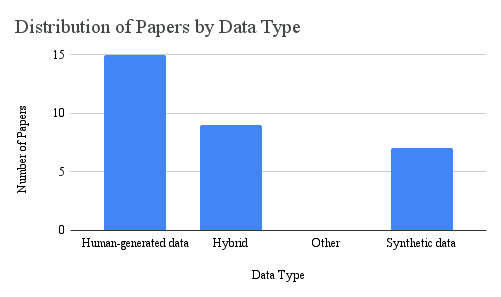 Distribution of Papers by Data Type
Number of Papers
15
10
5
0
Human-generated data
Hybrid
Other
Synthetic data
Data Type